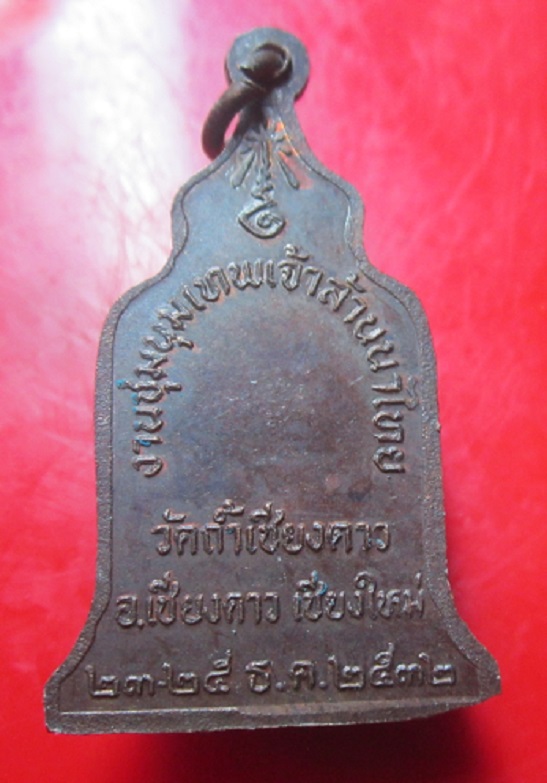 งานชุมนุมเทพเจ้าล้านนาไทย
วัดถ้ำเชียงดาว
อ.เชียงดาว เชียงใหม่
๒๓-๒๕ ธ.ค.๒๕๓๒